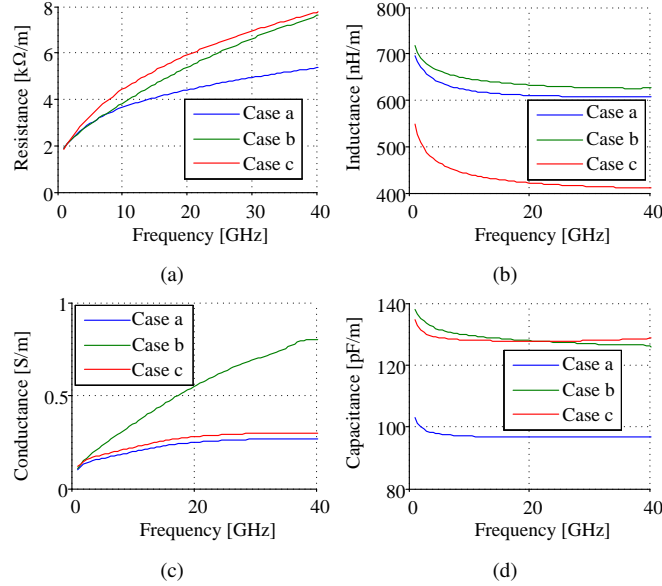 8
6
4
2
0
Resistance [kΩ/m]
Case a
Case b
Case c
0
10
20
30
40
Frequency [GHz]
(a)
800
700
600
500
400
Inductance [nH/m]
Case a
Case b
Case c
0
20
40
Frequency [GHz]
(b)
1
0.5
0
Conductance [S/m]
Case a
Case b
Case c
0
20
40
Frequency [GHz]
(c)
140
120
100
80
Capacitance [pF/m]
Case a
Case b
Case c
0
20
40
Frequency [GHz]
(d)